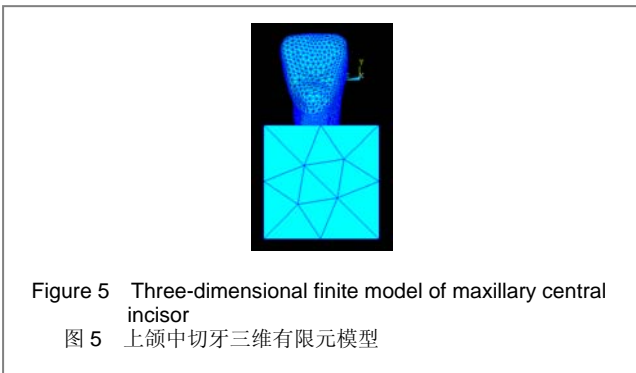 Figure 5 Three-dimensional finite model of maxillary central
incisor
图 5 上颌中切牙三维有限元模型